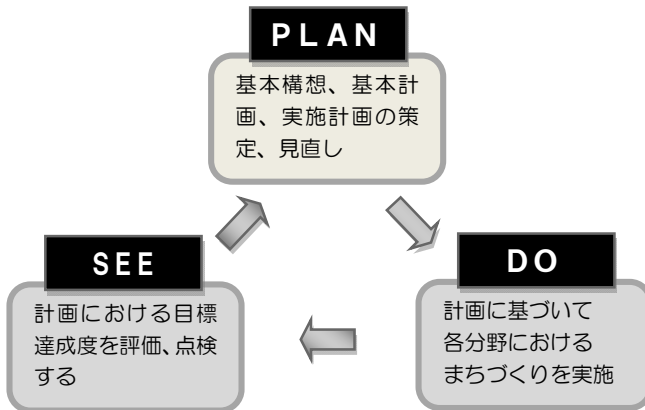 PLAN
基本構想、基本計
画、実施計画の策
定、見直し
SEE
計画における目標
達成度を評価、点検
する
DO
計画に基づいて
各分野における
まちづくりを実施